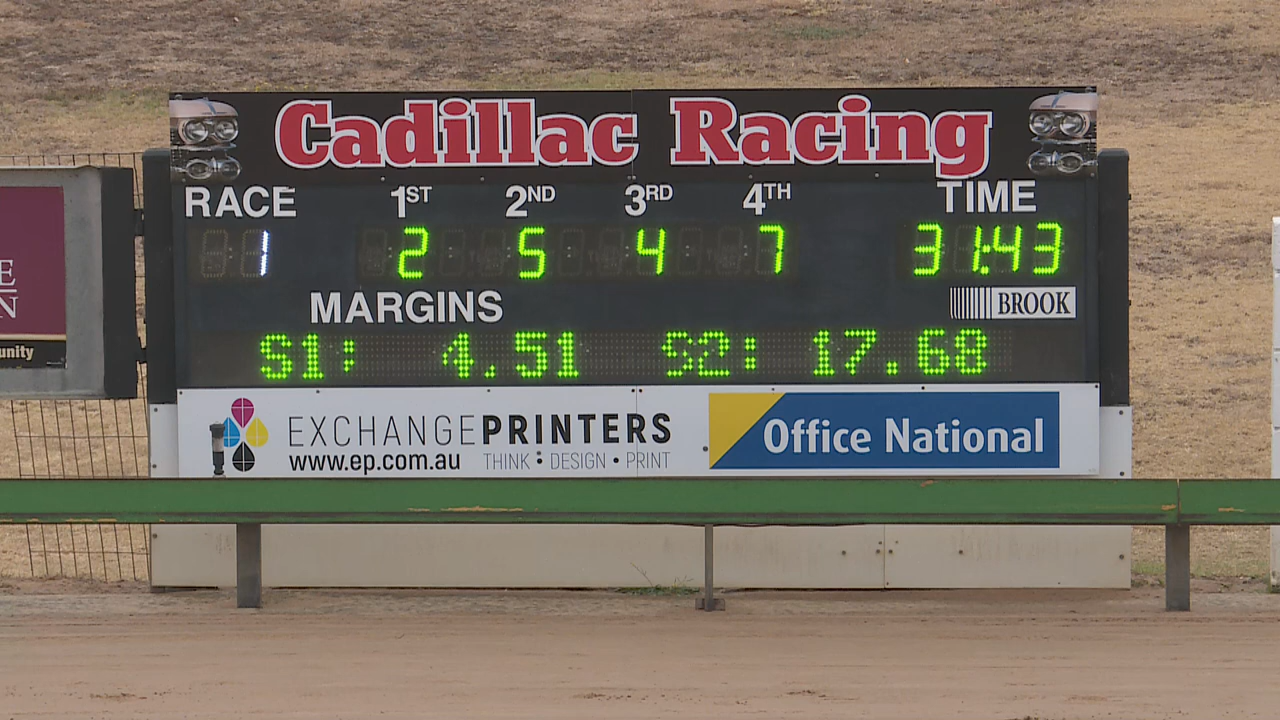 Cadillac Racing
RACE 1ST 2ND 3RD 4TH TIME
1 2 5 4 7 31:43
MARGINS BROOK
S1: 4.51 S2: 17.68
EXCHANGEPRINTERS
www.ep.com.au THINK • DESIGN • PRINT
Office National
E
N
unity